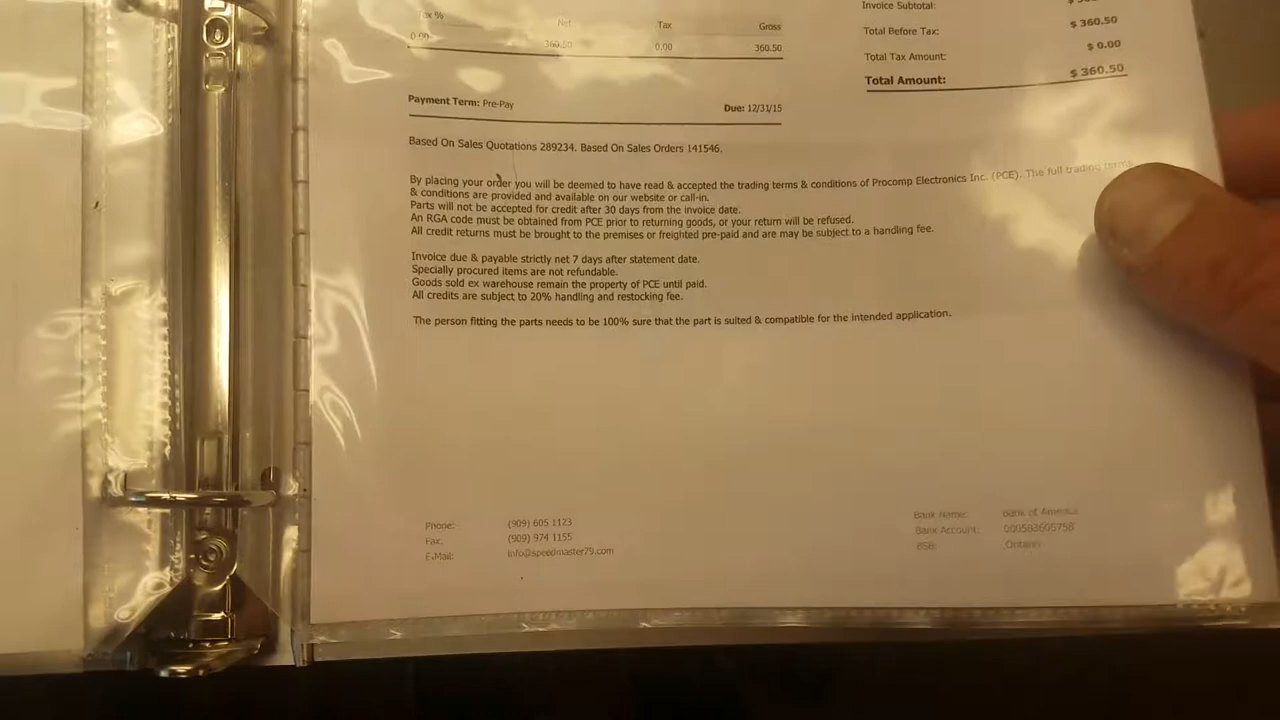 Tax % Net Tax Gross
0.00 360.50 0.00 360.50
Invoice Subtotal:
Total Before Tax: $ 360.50
Total Tax Amount: $ 0.00
Total Amount: $ 360.50
Payment Term: Pre-Pay Due: 12/31/15
Based On Sales Quotations 289234. Based On Sales Orders 141546.
By placing your order you will be deemed to have read & accepted the trading terms & conditions of Procomp Electronics Inc. (PCE). The full trading terms
& conditions are provided and available on our website or call-in.
Parts will not be accepted for credit after 30 days from the invoice date.
An RGA code must be obtained from PCE prior to returning goods, or your return will be refused.
All credit returns must be brought to the premises or freighted pre-paid and are may be subject to a handling fee.
Invoice due & payable strictly net 7 days after statement date.
Specially procured items are not refundable.
Goods sold ex warehouse remain the property of PCE until paid.
All credits are subject to 20% handling and restocking fee.
The person fitting the parts needs to be 100% sure that the part is suited & compatible for the intended application.
Phone: (909) 605 1123
Fax: (909) 974 1155
E-Mail: info@speedmaster79.com
Bank Name: Bank of America
Bank Account: 000583605758
BSB: Ontario